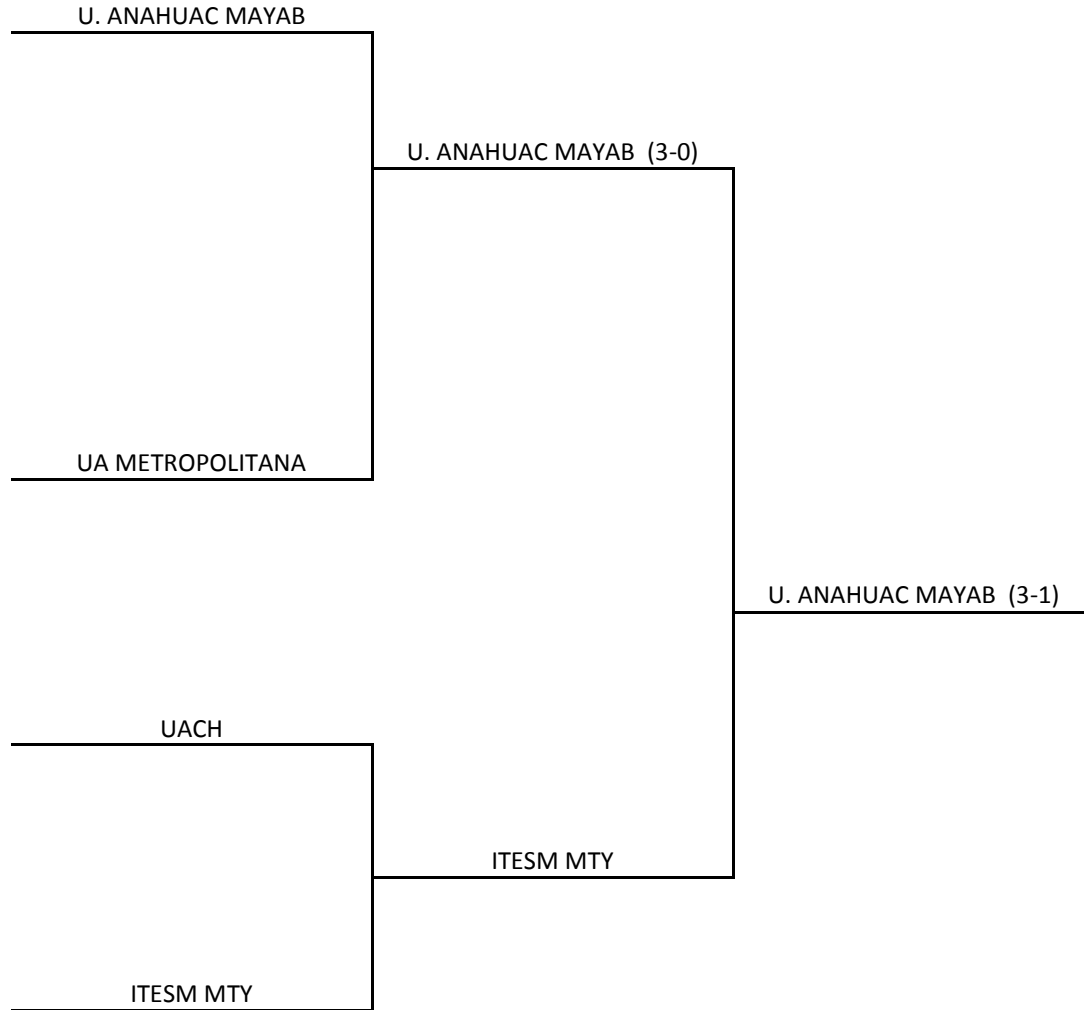 U. ANAHUAC MAYAB
U. ANAHUAC MAYAB (3-0)
UA METROPOLITANA
U. ANAHUAC MAYAB (3-1)
UACH
ITESM MTY
ITESM MTY